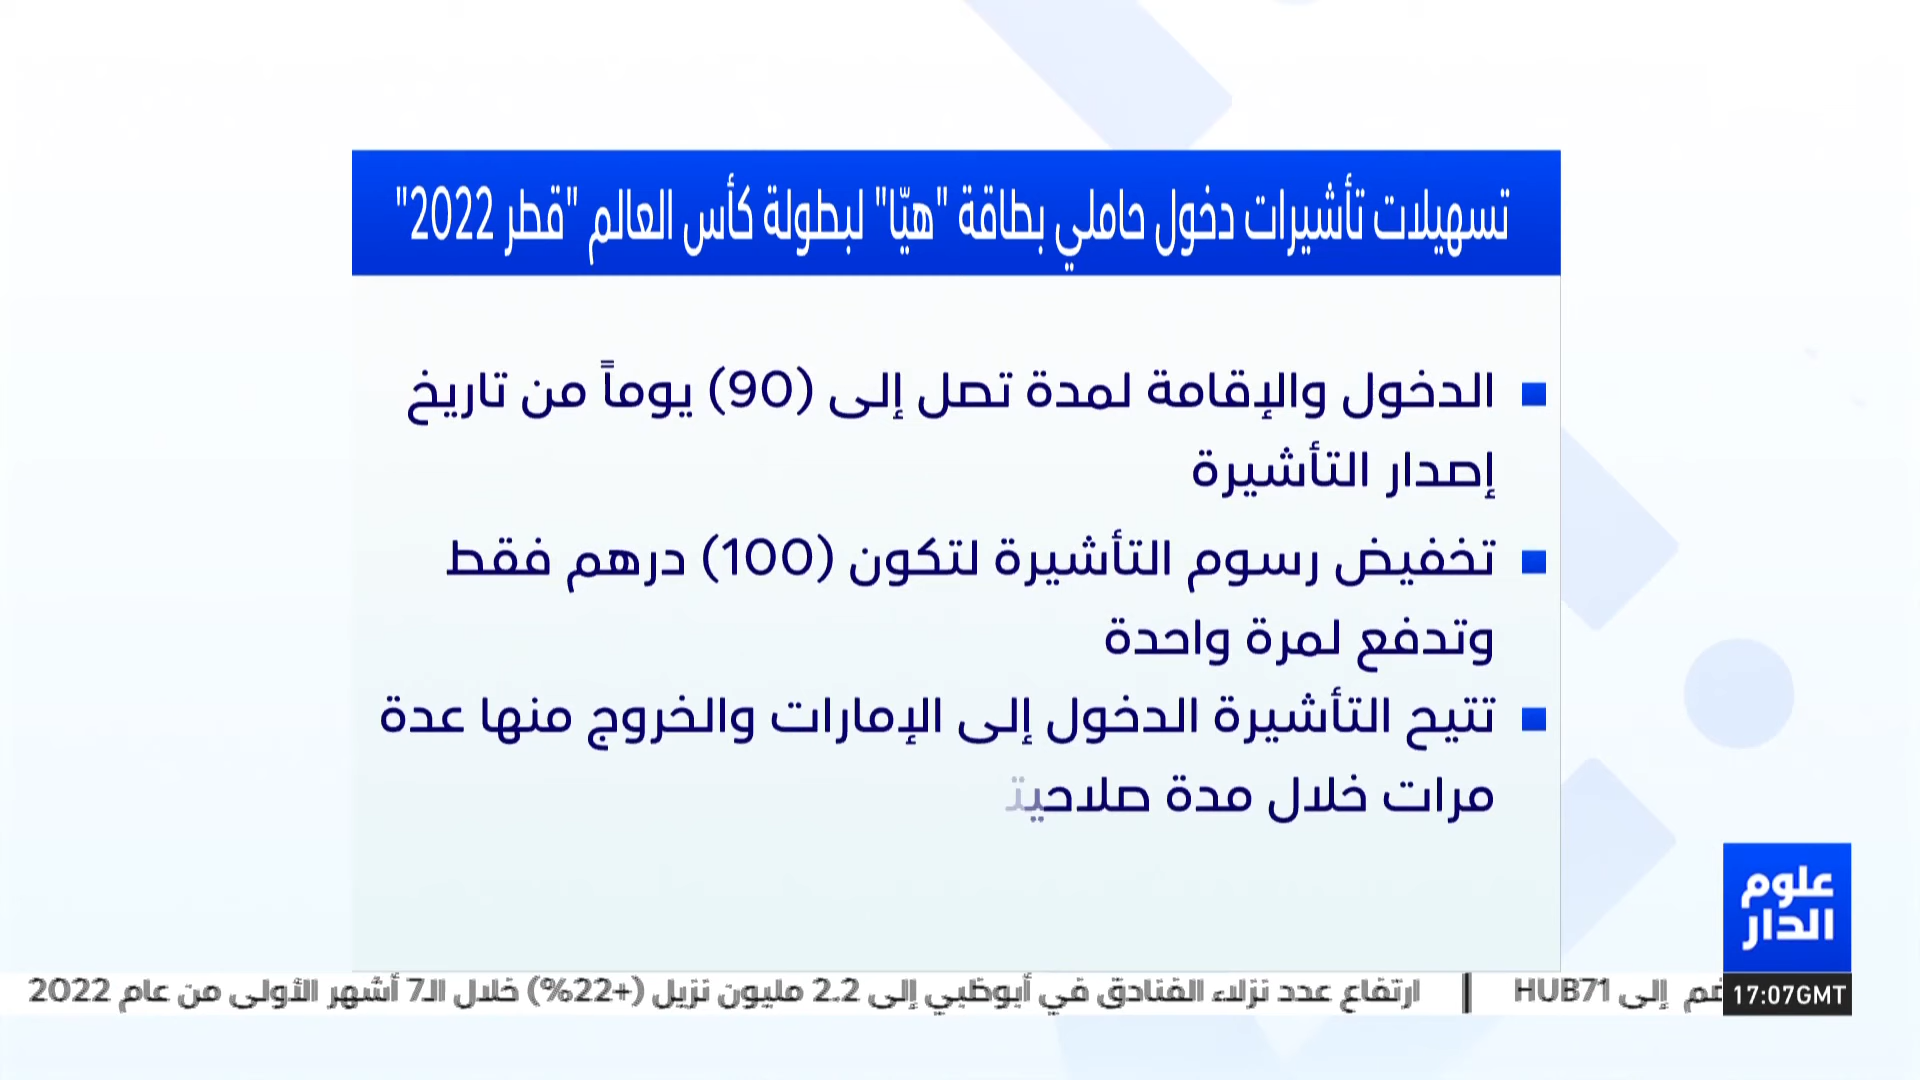 تسهيلات تأشيرات دخول حاملي بطاقة "هيّا" لبطولة كأس العالم "قطر 2022"
الدخول والإقامة لمدة تصل إلى (90) يوماً من تاريخ
إصدار التأشيرة
تخفيض رسوم التأشيرة لتكون (100) درهم فقط
وتدفع لمرة واحدة
تتيح التأشيرة الدخول إلى الإمارات والخروج منها عدة
مرات خلال مدة صلاحيتـ
علوم
الدار
إلى HUB71 | ارتفاع عدد نزلاء الفنادق في أبوظبي إلى 2.2 مليون نزيل (+22%) خلال الـ7 أشهر الأولى من عام 2022
17:07GMT